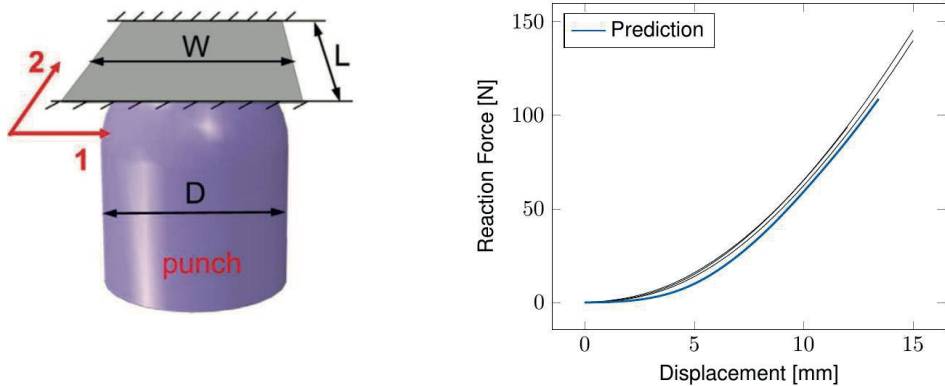 W
L
2
1
D
punch
Prediction
150
100
50
0
Reaction Force [N]
0 5 10 15
Displacement [mm]